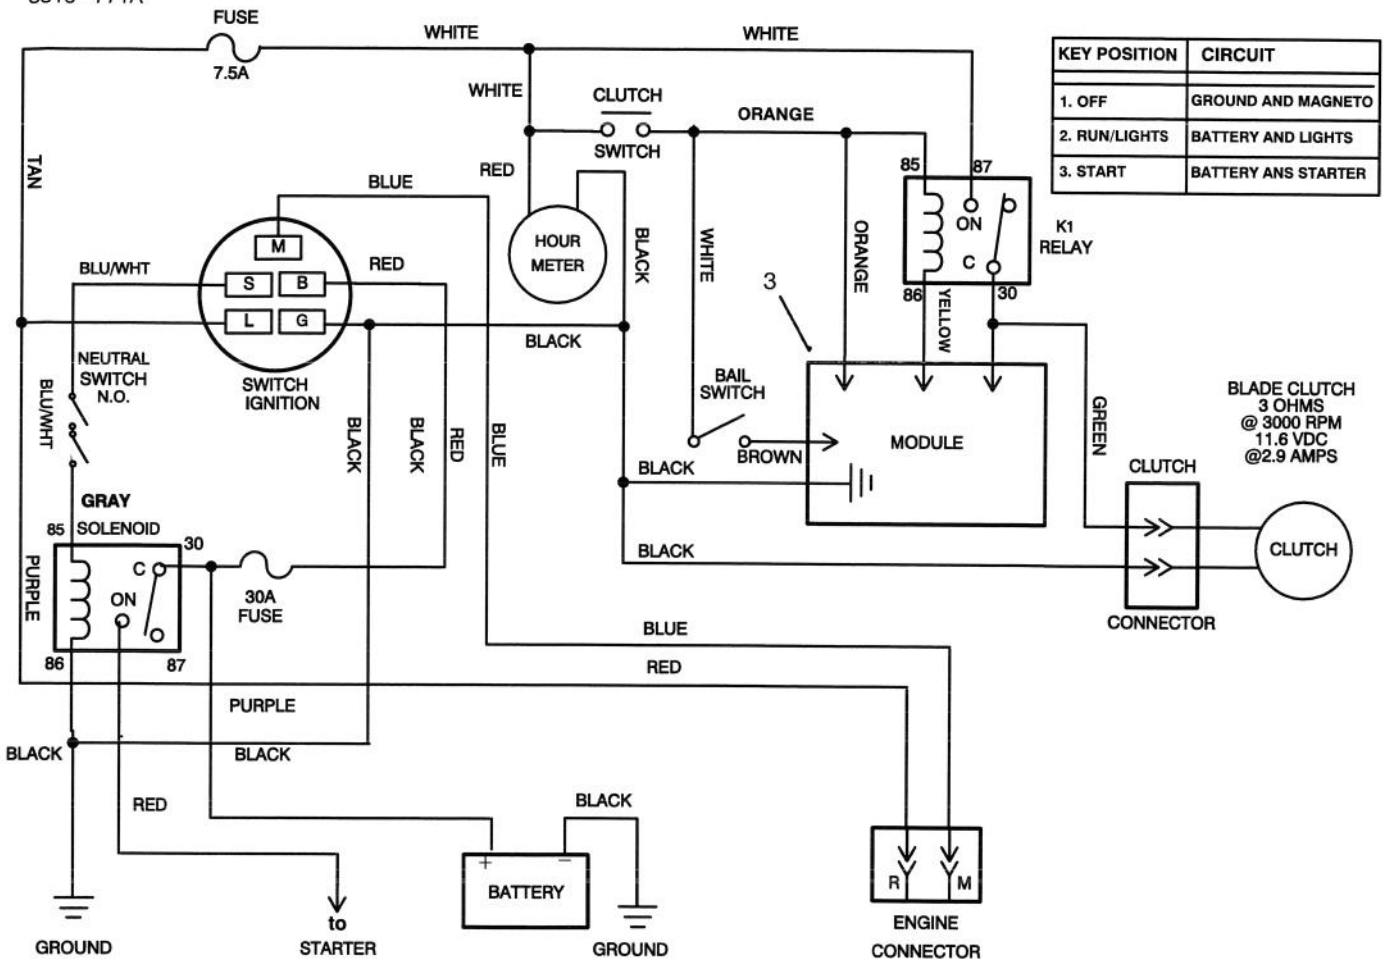 FUSE
7.5A
WHITE
WHITE
WHITE
CLUTCH
SWITCH
ORANGE
KEY POSITION CIRCUIT
1. OFF GROUND AND MAGNETO
2. RUN/LIGHTS BATTERY AND LIGHTS
3. START BATTERY ANS STARTER
TAN
BLUE
RED
85
87
ON
C
K1
RELAY
86
30
M
S
B
L
G
BLU/WHT
RED
HOUR
METER
BLACK
WHITE
ORANGE
YELLOW
3
SWITCH
IGNITION
BLACK
NEUTRAL
SWITCH
N.O.
BLU/WHT
BLACK
BLACK
RED
BLUE
BAIL
SWITCH
BROWN
MODULE
GREEN
BLADE CLUTCH
3 OHMS
@ 3000 RPM
11.6 VDC
@2.9 AMPS
BLACK
CLUTCH
CLUTCH
CONNECTOR
GRAY
85 SOLENOID
30
C
ON
86
87
30A
FUSE
PURPLE
BLACK
BLUE
RED
PURPLE
BLACK
BLACK
RED
BLACK
+
−
BATTERY
R
M
ENGINE
CONNECTOR
GROUND
to
STARTER
GROUND